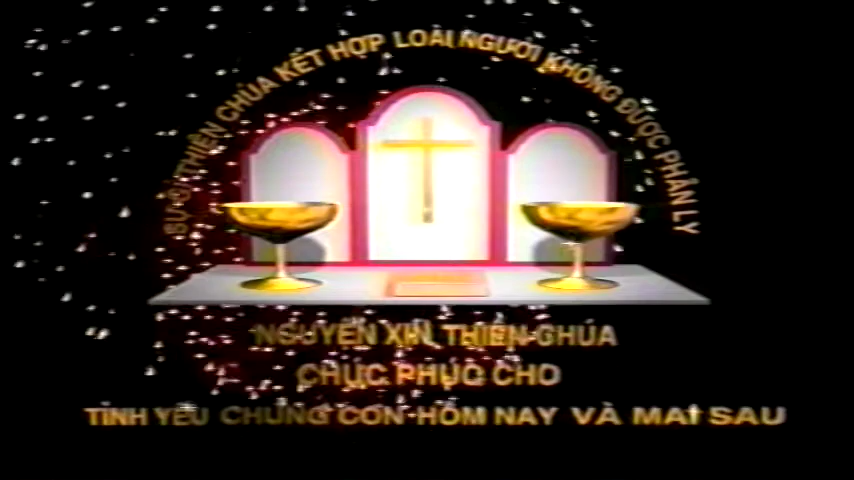 SỰ GÌ THIÊN CHÚA KẾT HỢP LOÀI NGƯỜI KHÔNG ĐƯỢC PHÂN LY
NGUYỆN XIN THIÊN CHÚA
CHÚC PHÚC CHO
TÌNH YÊU CHÚNG CON HÔM NAY VÀ MAI SAU